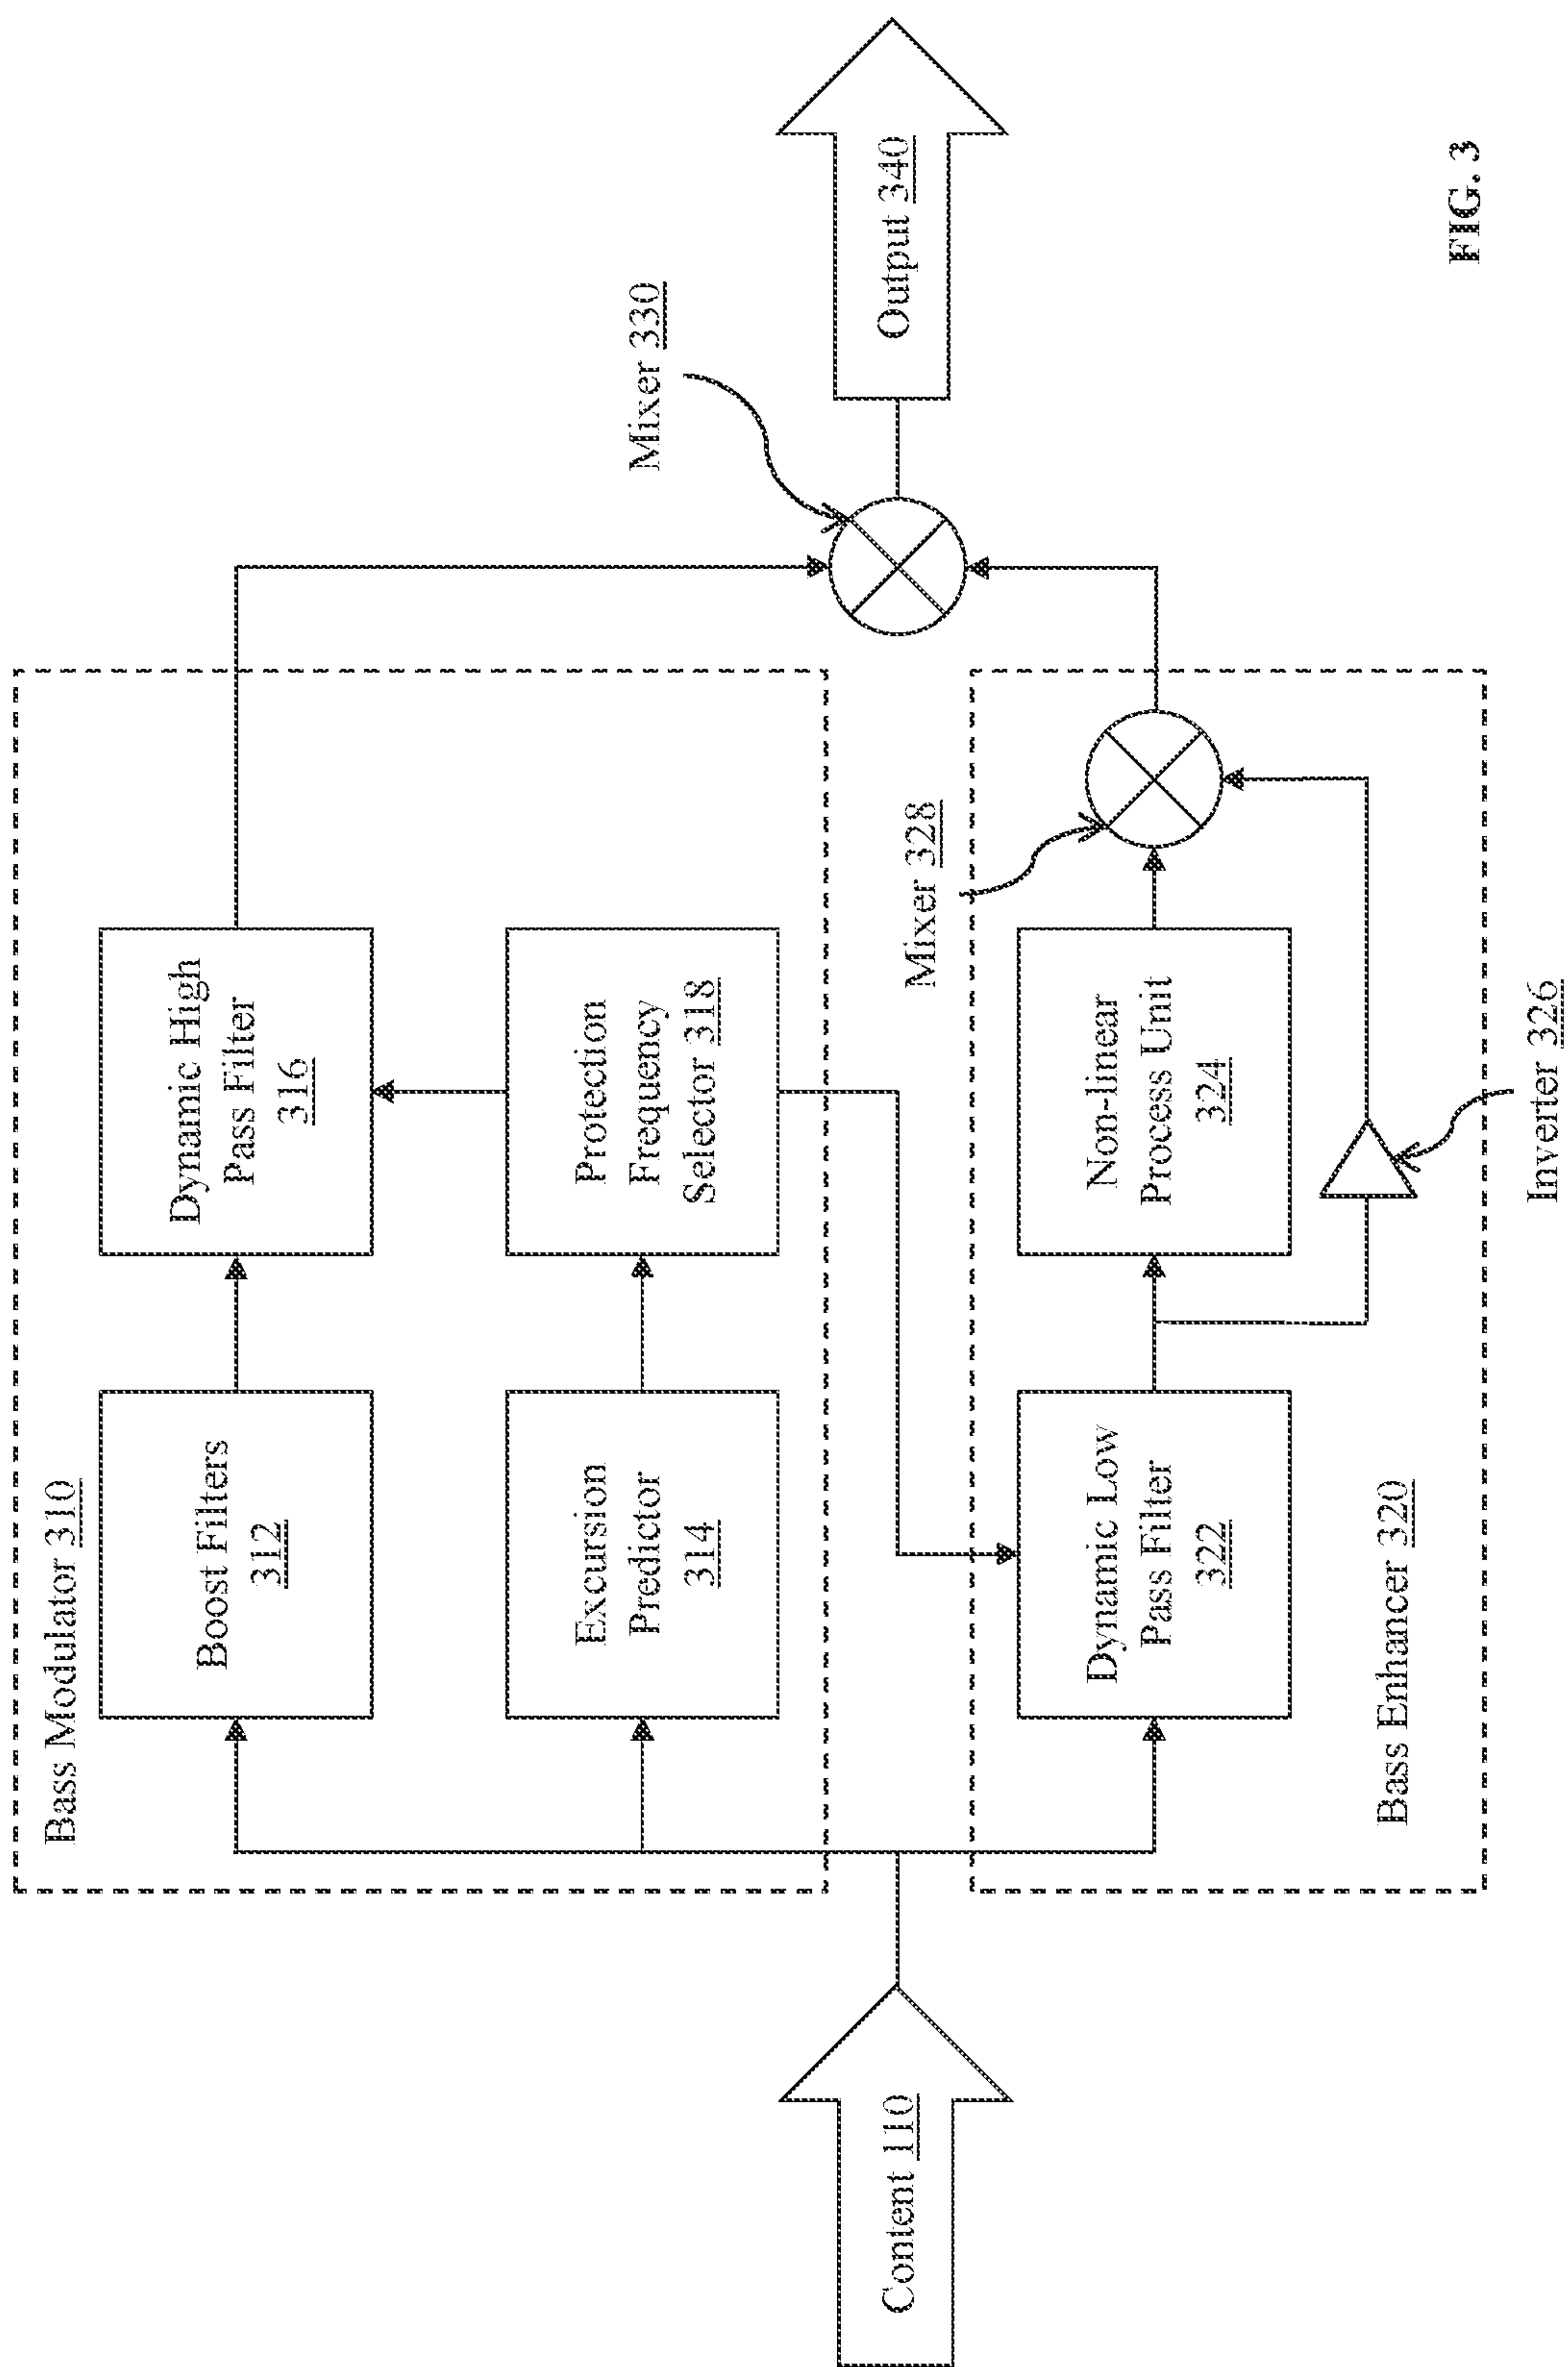 Bass Modulator 310
Boost Filters
312
Dynamic High
Pass Filter
316
Excursion
Predictor
314
Protection
Frequency
Selector 318
Mixer 330
Content 110
Output 340
Mixer 328
Dynamic Low
Pass Filter
322
Non-linear
Process Unit
324
Bass Enhancer 320
Inverter 326
FIG. 3